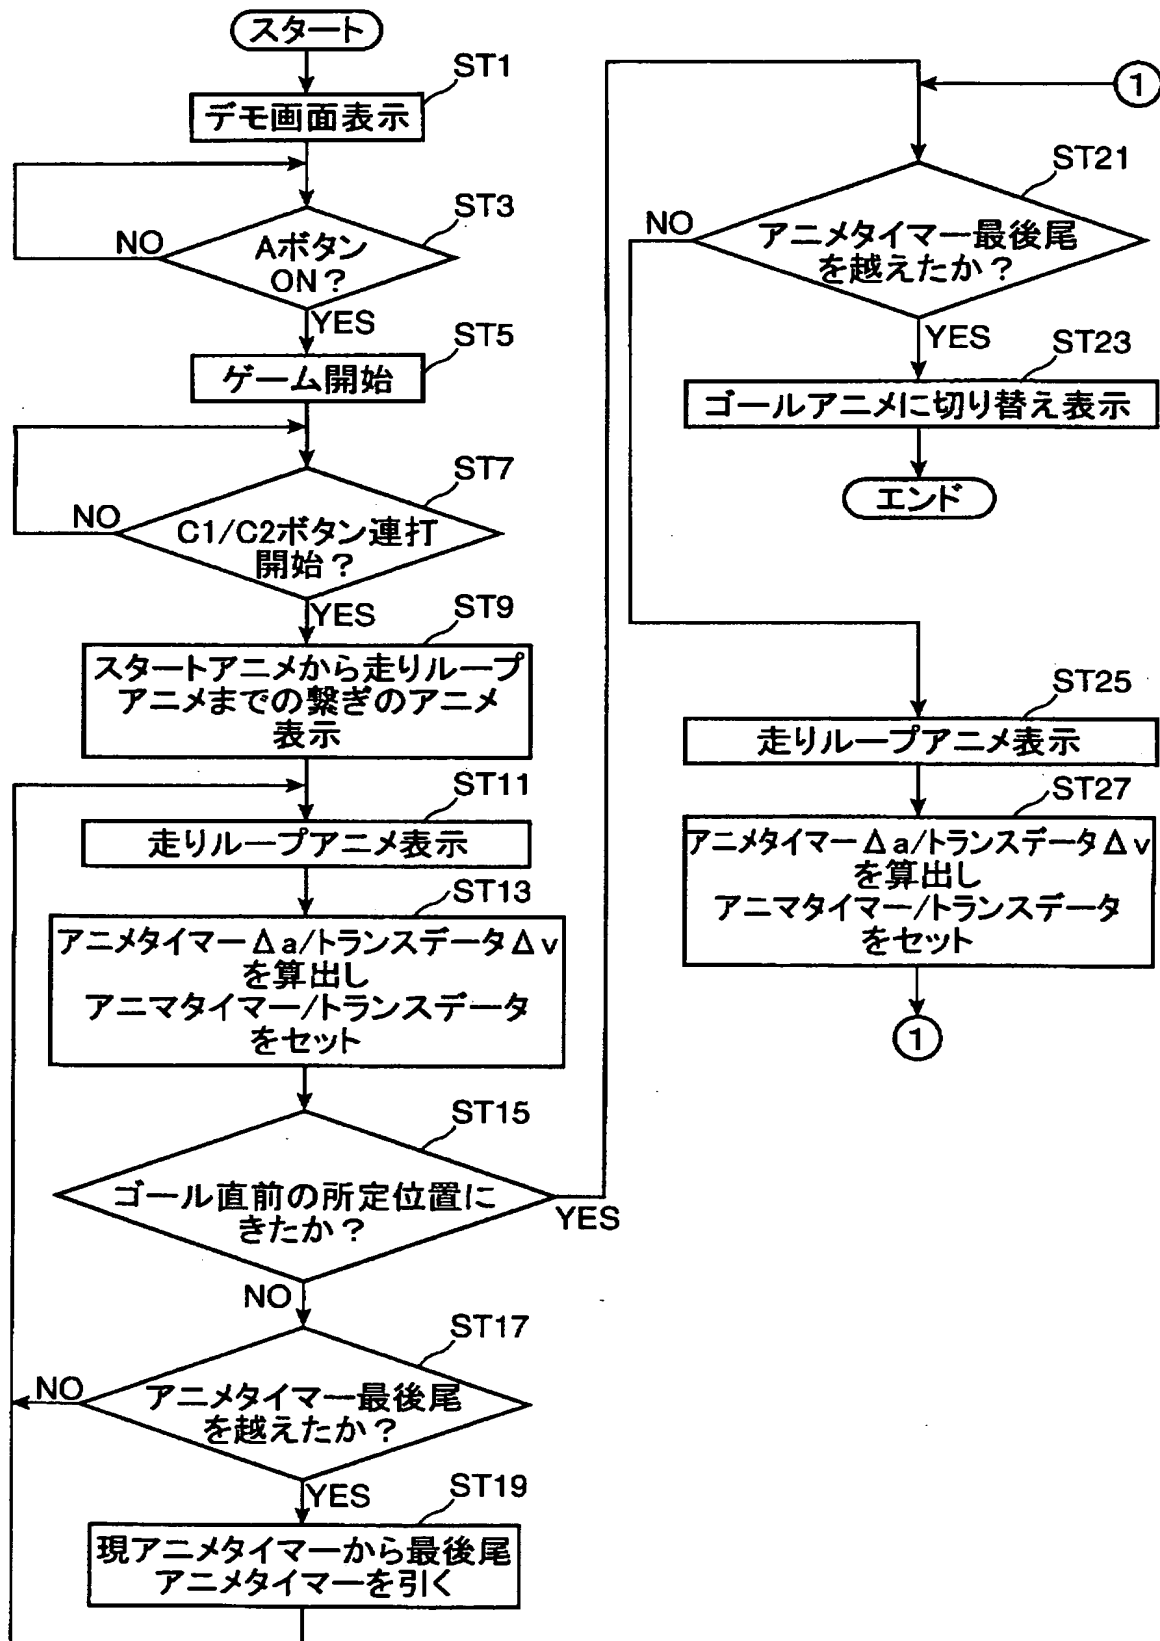 スタート
ST1
デモ画面表示
ST3
Aボタン
ON？
NO
YES
ST5
ゲーム開始
ST7
C1/C2ボタン連打
開始？
NO
YES
ST9
スタートアニメから走りループ
アニメまでの繋ぎのアニメ
表示
ST11
走りループアニメ表示
ST13
アニメタイマーΔa/トランスデータΔv
を算出し
アニマタイマー/トランスデータ
をセット
ST15
ゴール直前の所定位置に
きたか？
YES
NO
ST17
アニメタイマー最後尾
を越えたか？
NO
YES
ST19
現アニメタイマーから最後尾
アニメタイマーを引く
1
ST21
アニメタイマー最後尾
を越えたか？
NO
YES
ST23
ゴールアニメに切り替え表示
エンド
ST25
走りループアニメ表示
ST27
アニメタイマーΔa/トランスデータΔv
を算出し
アニマタイマー/トランスデータ
をセット
1